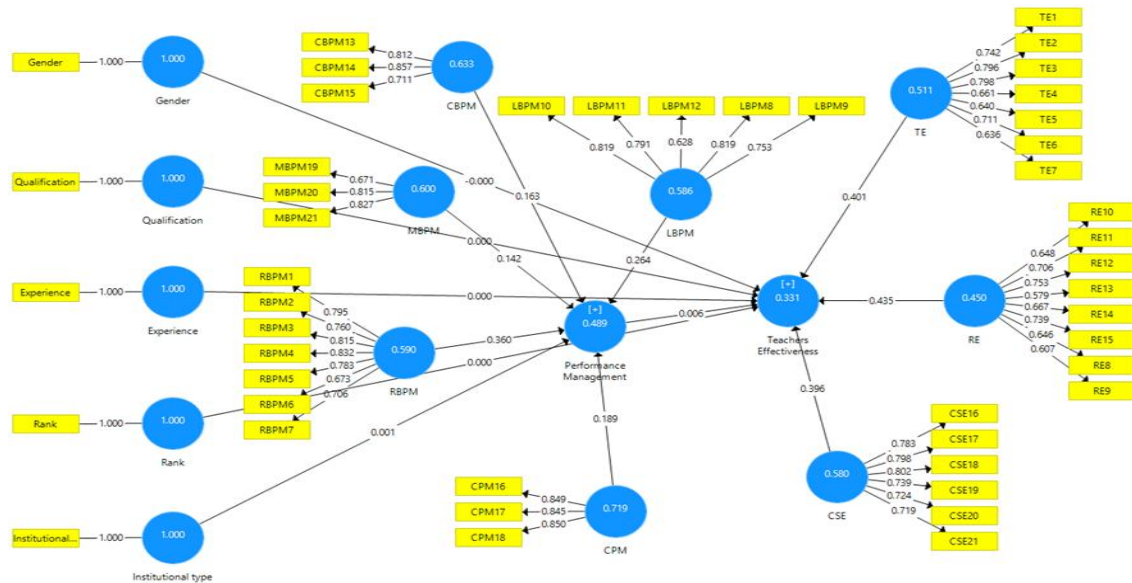 Gender
1.000
1.000
Gender
Qualification
1.000
1.000
Qualification
Experience
1.000
1.000
Experience
Rank
1.000
1.000
Rank
Institutional...
1.000
1.000
Institutional type
CBPM13
CBPM14
CBPM15
0.812
0.857
0.711
0.633
CBPM
MBPM19
MBPM20
MBPM21
0.671
0.815
0.827
0.600
MBPM
RBPM1
RBPM2
RBPM3
RBPM4
RBPM5
RBPM6
RBPM7
0.795
0.760
0.815
0.832
0.783
0.673
0.706
0.590
RBPM
LBPM10
LBPM11
LBPM12
LBPM8
LBPM9
0.819
0.791
0.628
0.819
0.753
0.586
LBPM
CPM16
CPM17
CPM18
0.849
0.845
0.850
0.719
CPM
-0.000
0.163
0.000
0.142
0.264
0.000
0.360
0.000
0.001
0.189
0.006
[+]
0.489
Performance
Management
[+]
0.331
Teachers
Effectiveness
0.401
0.435
0.396
0.511
TE
0.742
0.796
0.798
0.661
0.640
0.711
0.636
TE1
TE2
TE3
TE4
TE5
TE6
TE7
0.450
RE
0.648
0.706
0.753
0.579
0.667
0.739
0.646
0.607
RE10
RE11
RE12
RE13
RE14
RE15
RE8
RE9
0.580
CSE
0.783
0.798
0.802
0.739
0.724
0.719
CSE16
CSE17
CSE18
CSE19
CSE20
CSE21